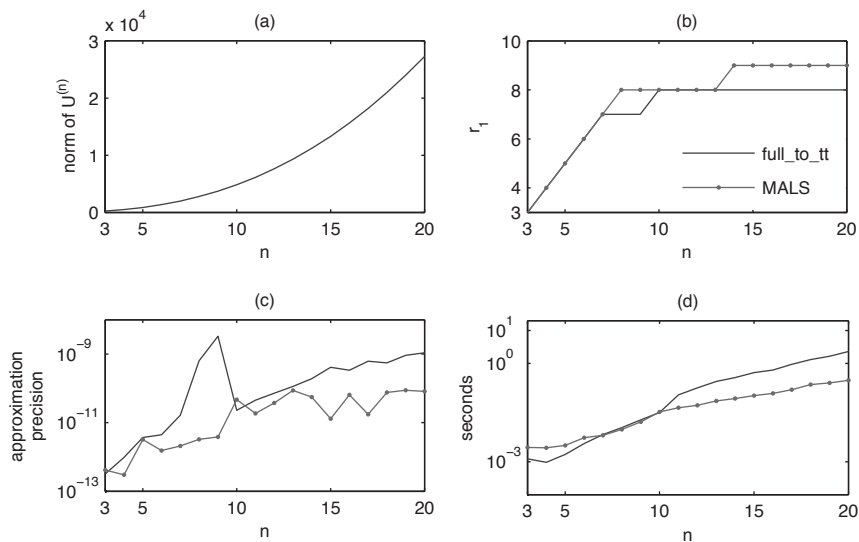 (a)
x 10^4
3
2
1
0
norm of U^(n)
3 5 10 15 20
n
(b)
10
8
6
4
3
r_1
full_to_tt
MALS
3 5 10 15 20
n
(c)
10^−9
10^−11
10^−13
approximation
precision
3 5 10 15 20
n
(d)
10^1
10^0
10^−3
seconds
3 5 10 15 20
n